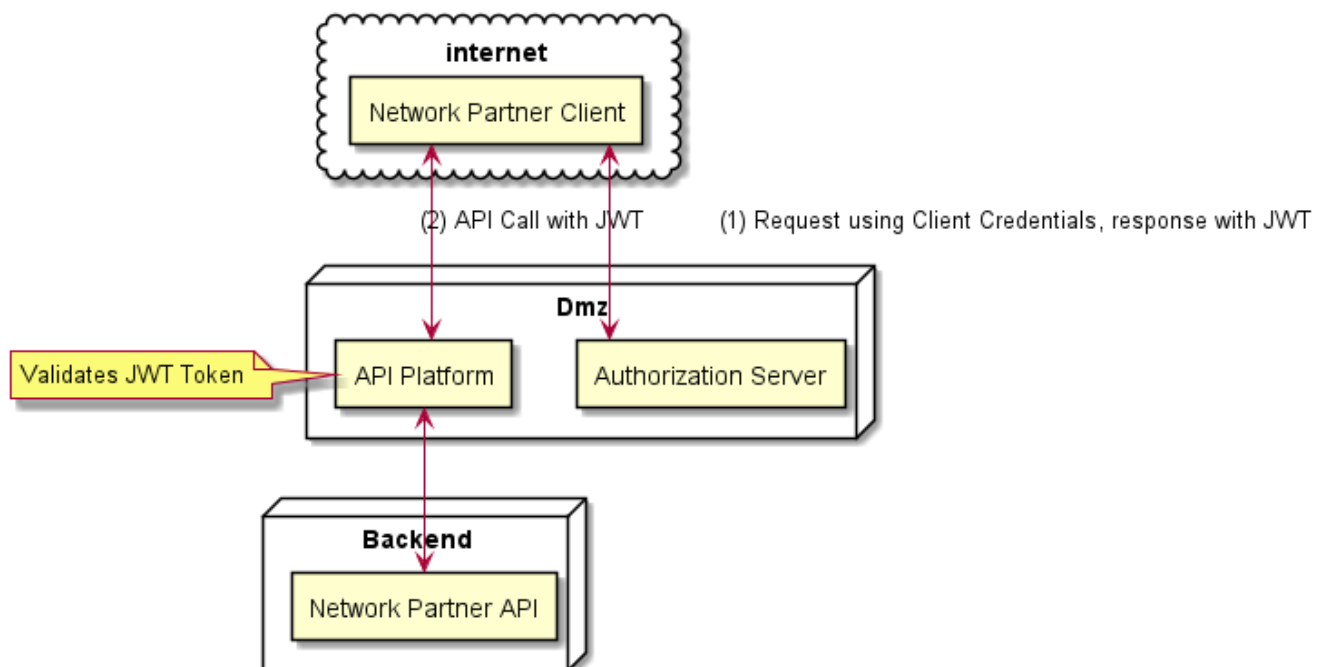 internet
Network Partner Client
(2) API Call with JWT
(1) Request using Client Credentials, response with JWT
Dmz
Validates JWT Token
API Platform
Authorization Server
Backend
Network Partner API